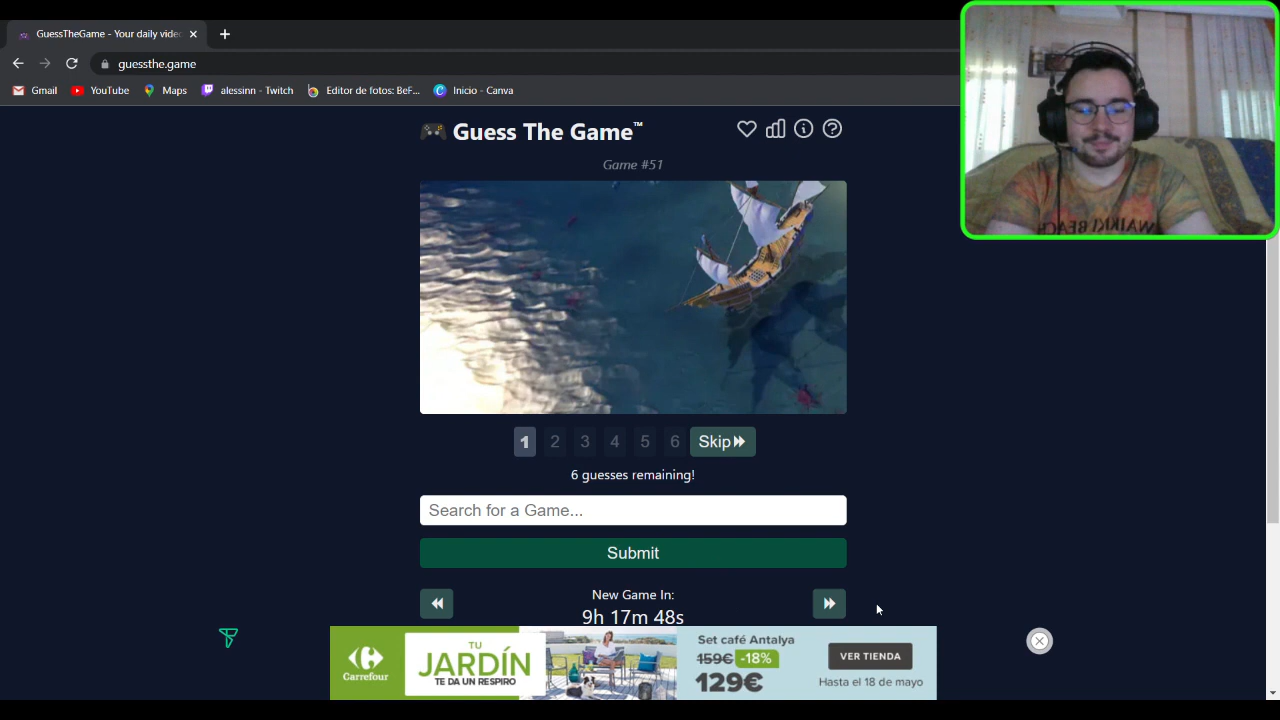 GuessTheGame - Your daily vide
guessthe.game
Gmail
YouTube
Maps
alessinn - Twitch
Editor de fotos: BeF...
Inicio - Canva
Guess The Game™
Game #51
1 2 3 4 5 6 Skip
6 guesses remaining!
Search for a Game...
Submit
New Game In:
9h 17m 48s
Carrefour
TU
JARDÍN
TE DA UN RESPIRO
Set café Antalya
159€ -18%
129€
VER TIENDA
Hasta el 18 de mayo
WAIKIKI BEACH